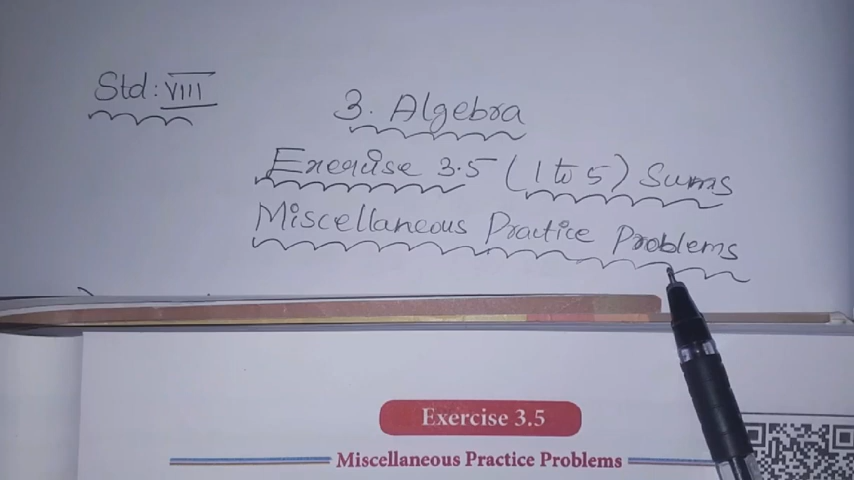 Std: VIII
3. Algebra
Exercise 3.5 (1 to 5) Sums
Miscellaneous Practice Problems
Exercise 3.5
Miscellaneous Practice Problems